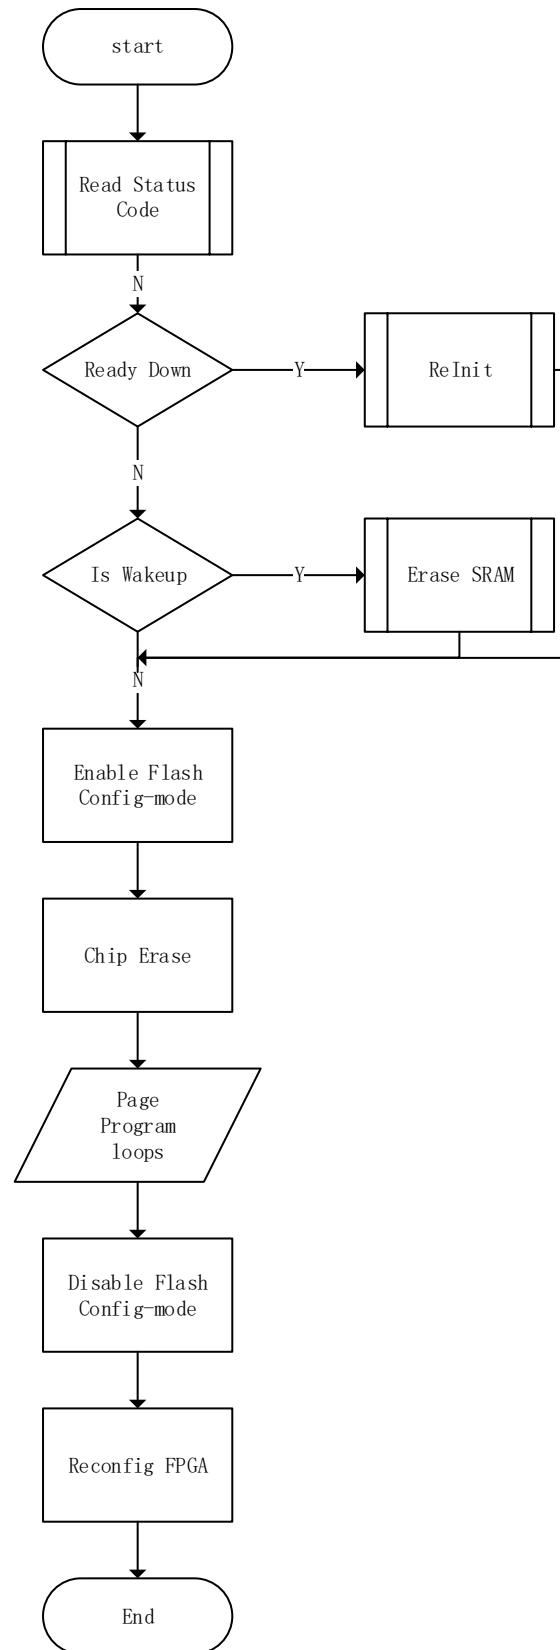 start
Read Status
Code
N
Ready Down
Y
ReInit
N
Is Wakeup
Y
Erase SRAM
N
Enable Flash
Config-mode
Chip Erase
Page
Program
loops
Disable Flash
Config-mode
Reconfig FPGA
End